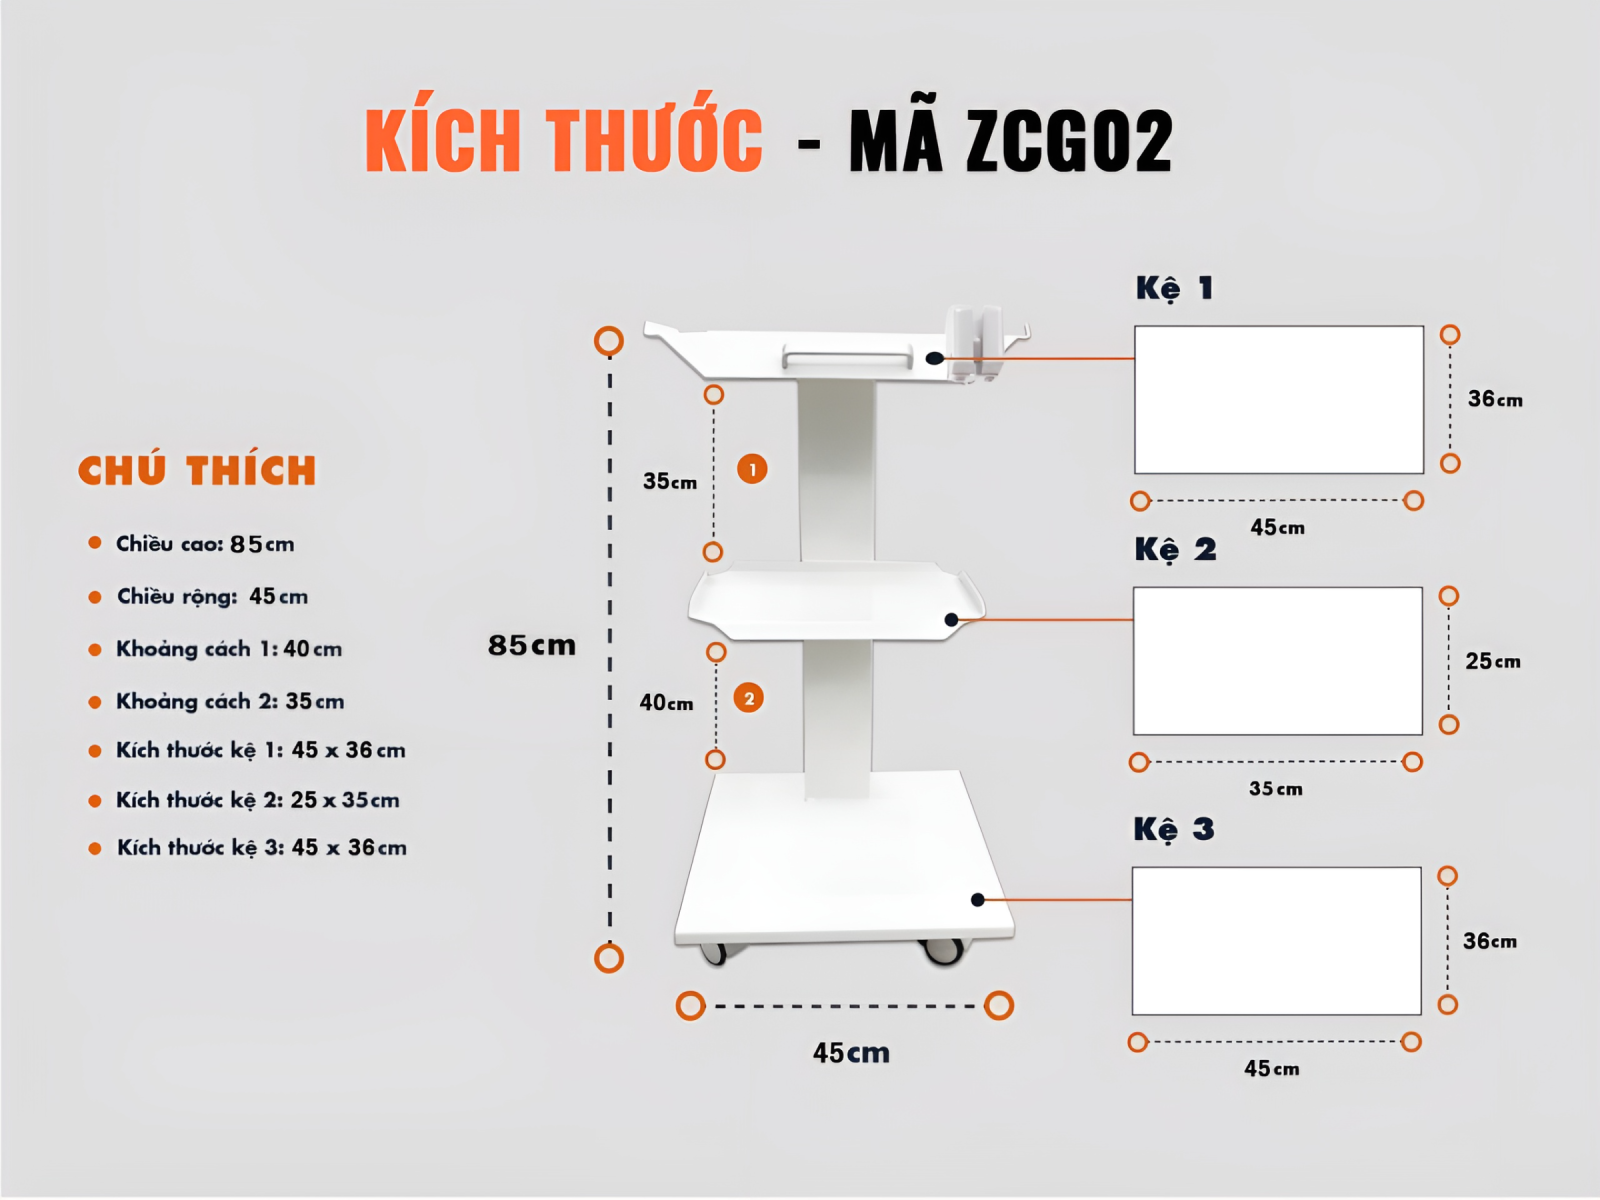 KÍCH THƯỚC - MÃ ZCG02
CHÚ THÍCH
Chiều cao: 85cm
Chiều rộng: 45cm
Khoảng cách 1: 40cm
Khoảng cách 2: 35cm
Kích thước kệ 1: 45 x 36cm
Kích thước kệ 2: 25 x 35cm
Kích thước kệ 3: 45 x 36cm
85cm
35cm
1
40cm
2
45cm
Kệ 1
36cm
45cm
Kệ 2
25cm
35cm
Kệ 3
36cm
45cm